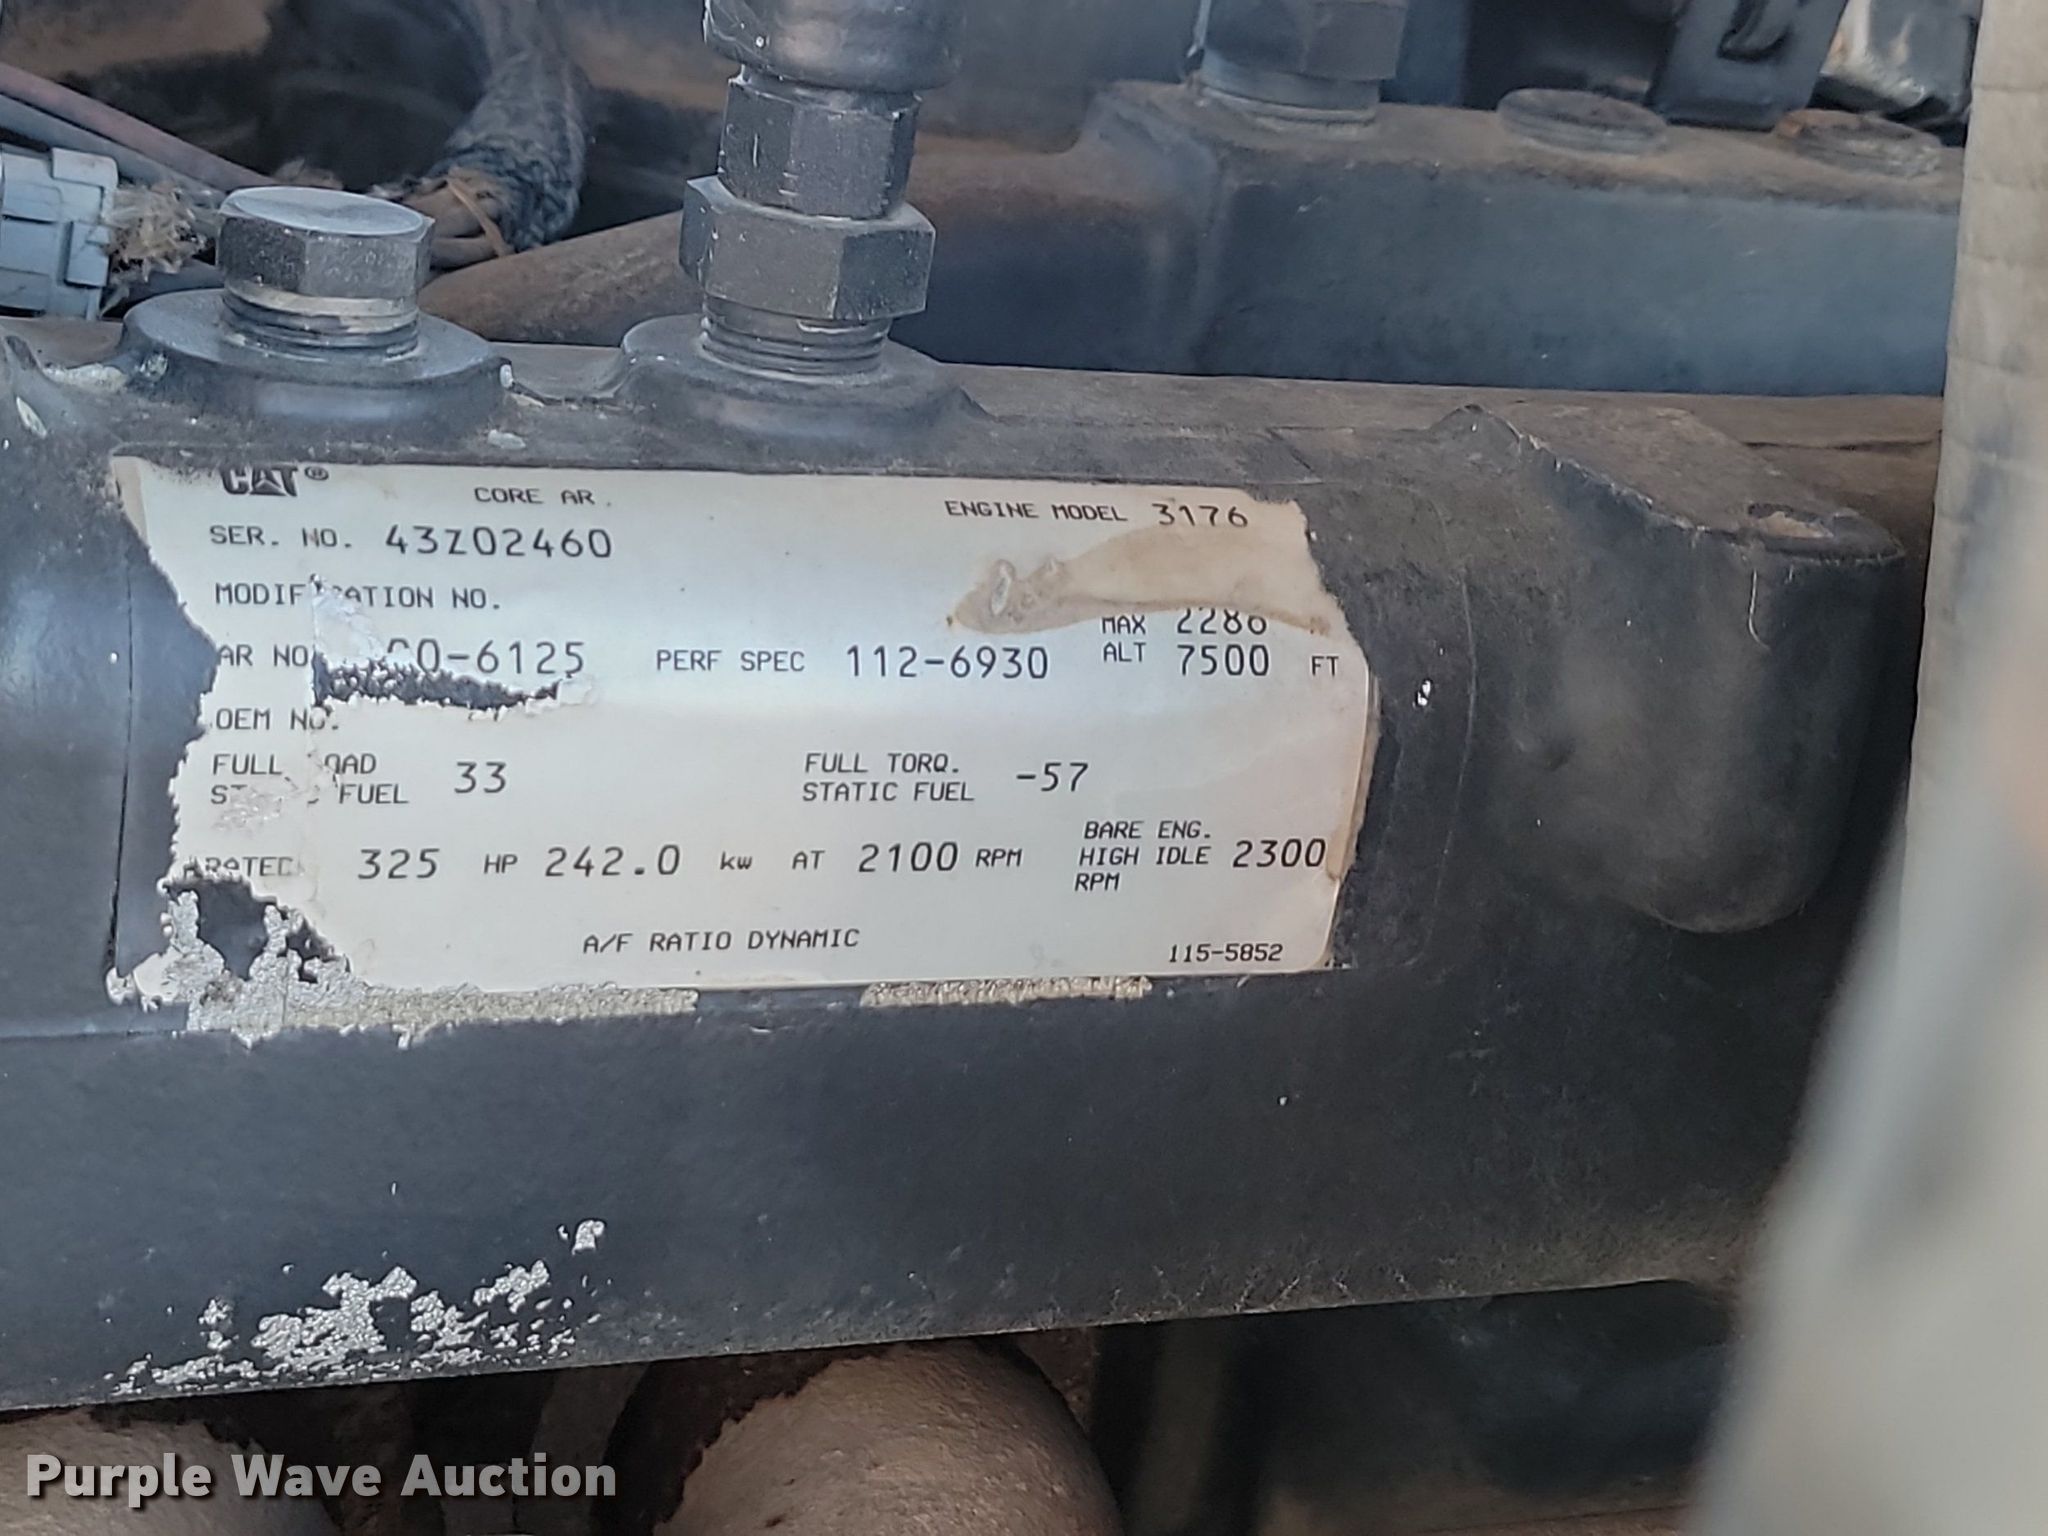 CAT®
CORE AR.
ENGINE MODEL 3176
SER. NO. 43Z02460
MODIF ATION NO.
MAX 2286
AR NO 0-6125 PERF SPEC 112-6930 ALT 7500 FT
OEM NO.
FULL OAD FUEL 33
FULL TORQ. STATIC FUEL -57
RATED 325 HP 242.0 kw AT 2100 RPM
BARE ENG. HIGH IDLE RPM 2300
A/F RATIO DYNAMIC
115-5852
Purple Wave Auction